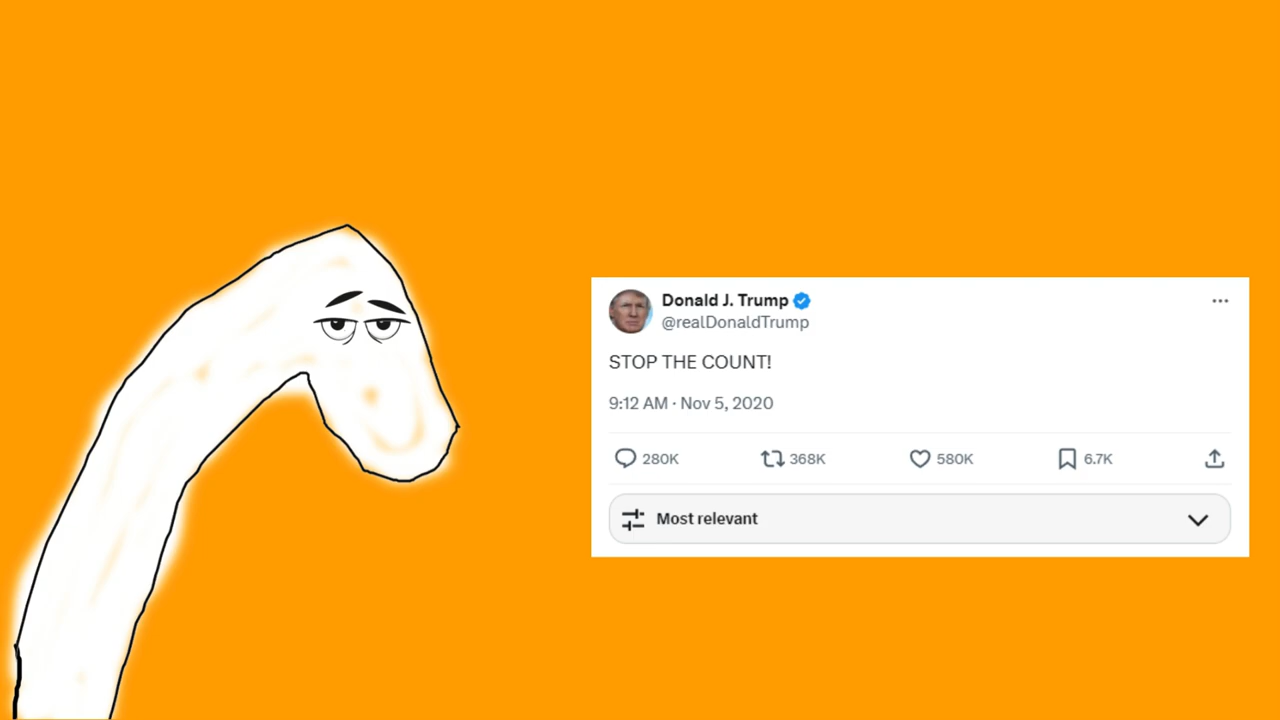 Donald J. Trump
@realDonaldTrump
STOP THE COUNT!
9:12 AM · Nov 5, 2020
280K 368K 580K 6.7K
Most relevant